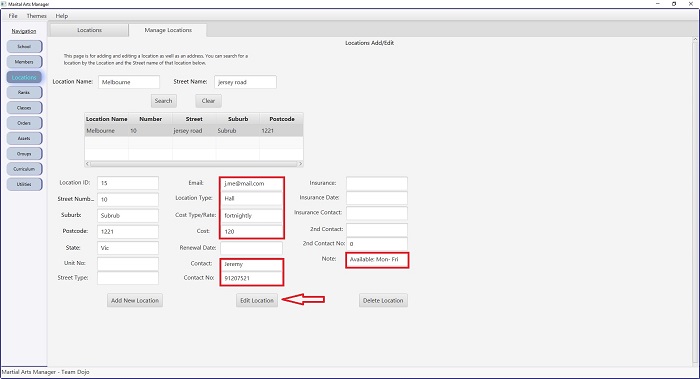 Marital Arts Manager
File Themes Help
Navigation
School
Members
Locations
Ranks
Classes
Orders
Assets
Groups
Curriculum
Utilities
Locations Manage Locations
Locations Add/Edit
This page is for adding and editing a location as well as an address. You can search for
a location by the Location and the Street name of that location below.
Location Name: Melbourne Street Name: jersey road
Search Clear
Location Name Number Street Suburb Postcode
Melbourne 10 jersey road Subrub 1221
Location ID: 15 Email: j.me@mail.com Insurance:
Street Numb... 10 Location Type: Hall Insurance Date:
Suburb: Subrub Cost Type/Rate: fortnightly Insurance Contact:
Postcode: 1221 Cost: 120 2nd Contact:
State: Vic Renewal Date: 2nd Contact No: 0
Unit No: Contact: Jeremy Note: Available: Mon- Fri
Street Type: Contact No: 91207521
Add New Location Edit Location Delete Location
Martial Arts Manager - Team Dojo